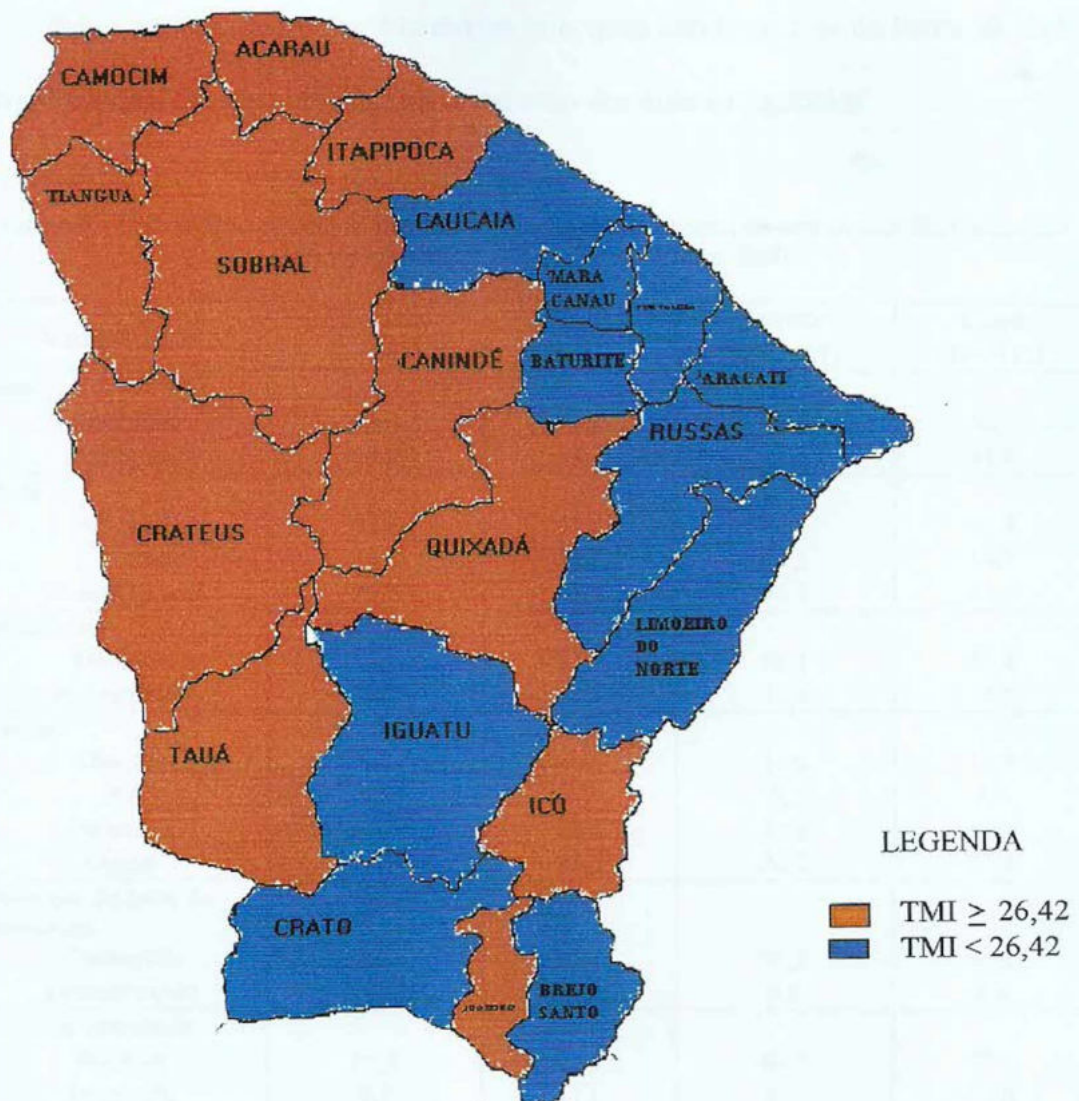 ACARAU
CAMOCIM
ITAPIPOCA
TIANGUA
CAUCAIA
SOBRAL
MARA
CANAU
CANINDÉ
BATURITE
ARACATI
RUSSAS
CRATEUS
QUIXADÁ
LIMOEIRO
DO
NORTE
IGUATU
TAUÁ
ICÓ
LEGENDA
TMI ≥ 26,42
TMI < 26,42
CRATO
BREJO
SANTO